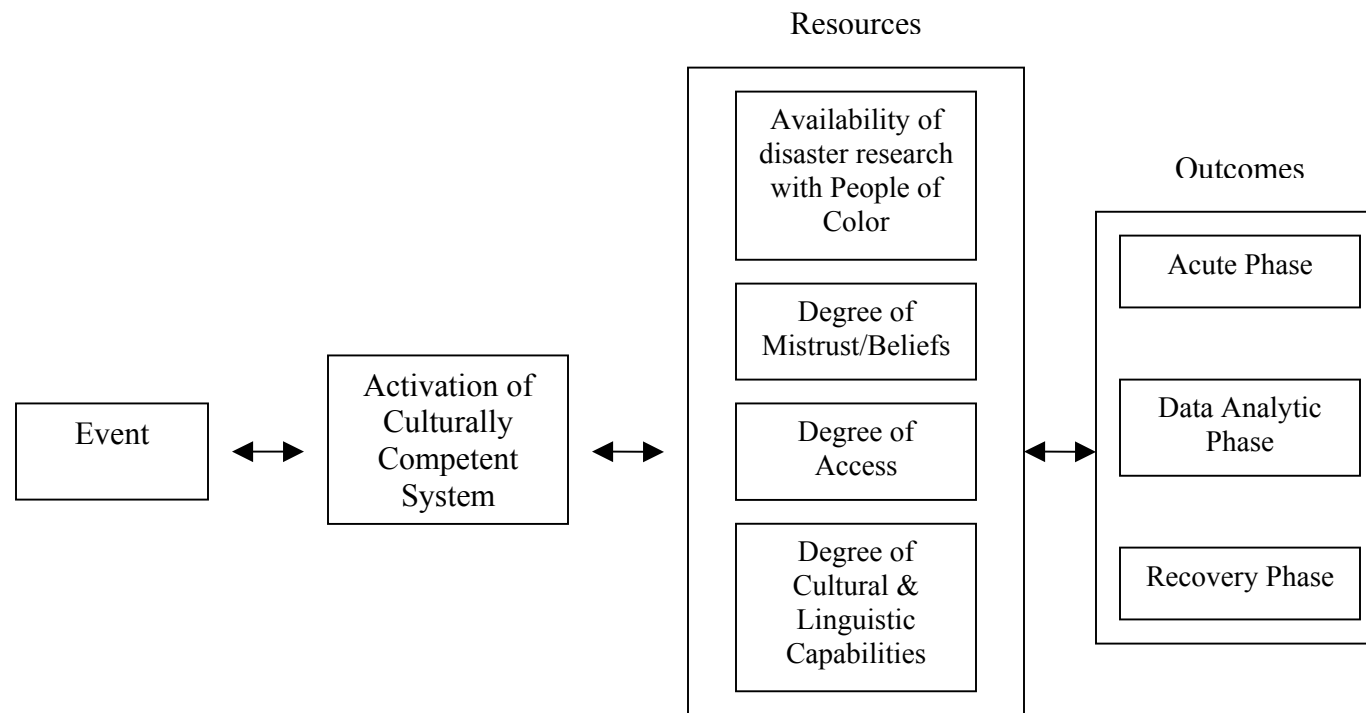 Resources
Availability of
disaster research
with People of
Color
Degree of
Mistrust/Beliefs
Degree of
Access
Degree of
Cultural &
Linguistic
Capabilities
Outcomes
Acute Phase
Data Analytic
Phase
Recovery Phase
Event
Activation of
Culturally
Competent
System